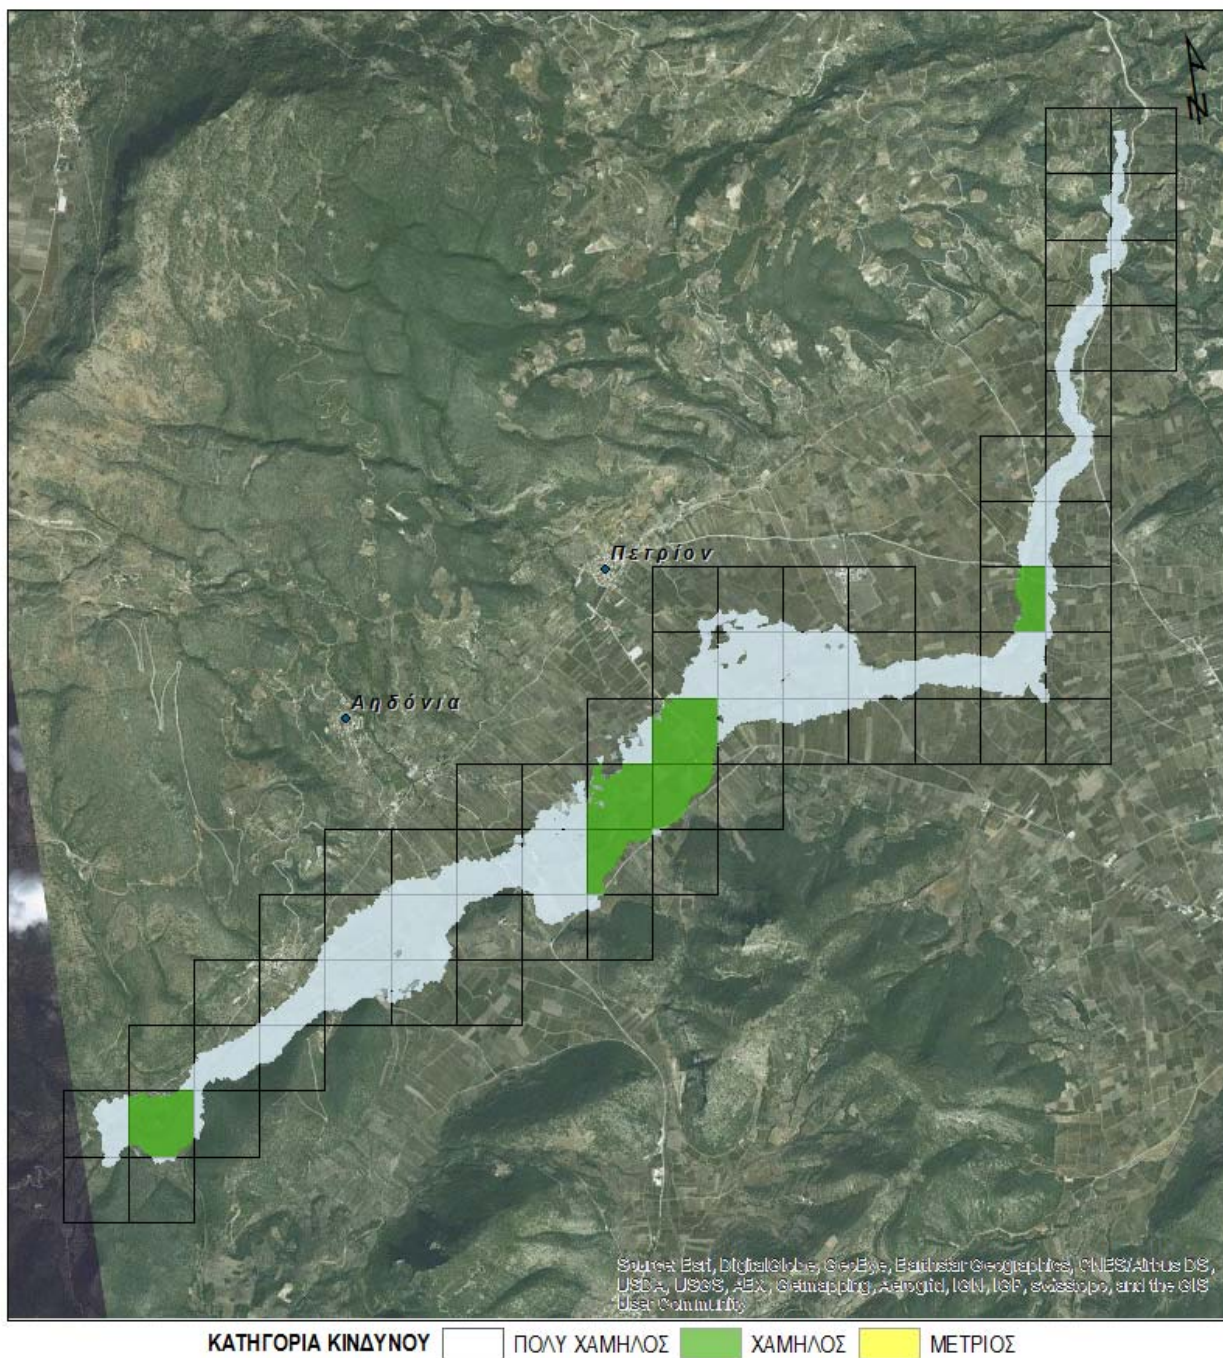 N
Πετρίον
Αηδόνια
Source: Esri, DigitalGlobe, GeoEye, Earthstar Geographics, CNES/Airbus DS,
USDA, USGS, AEX, Getmapping, Aerogrid, IGN, IGP, swisstopo, and the GIS
User Community
ΚΑΤΗΓΟΡΙΑ ΚΙΝΔΥΝΟΥ ΠΟΛΥ ΧΑΜΗΛΟΣ ΧΑΜΗΛΟΣ ΜΕΤΡΙΟΣ